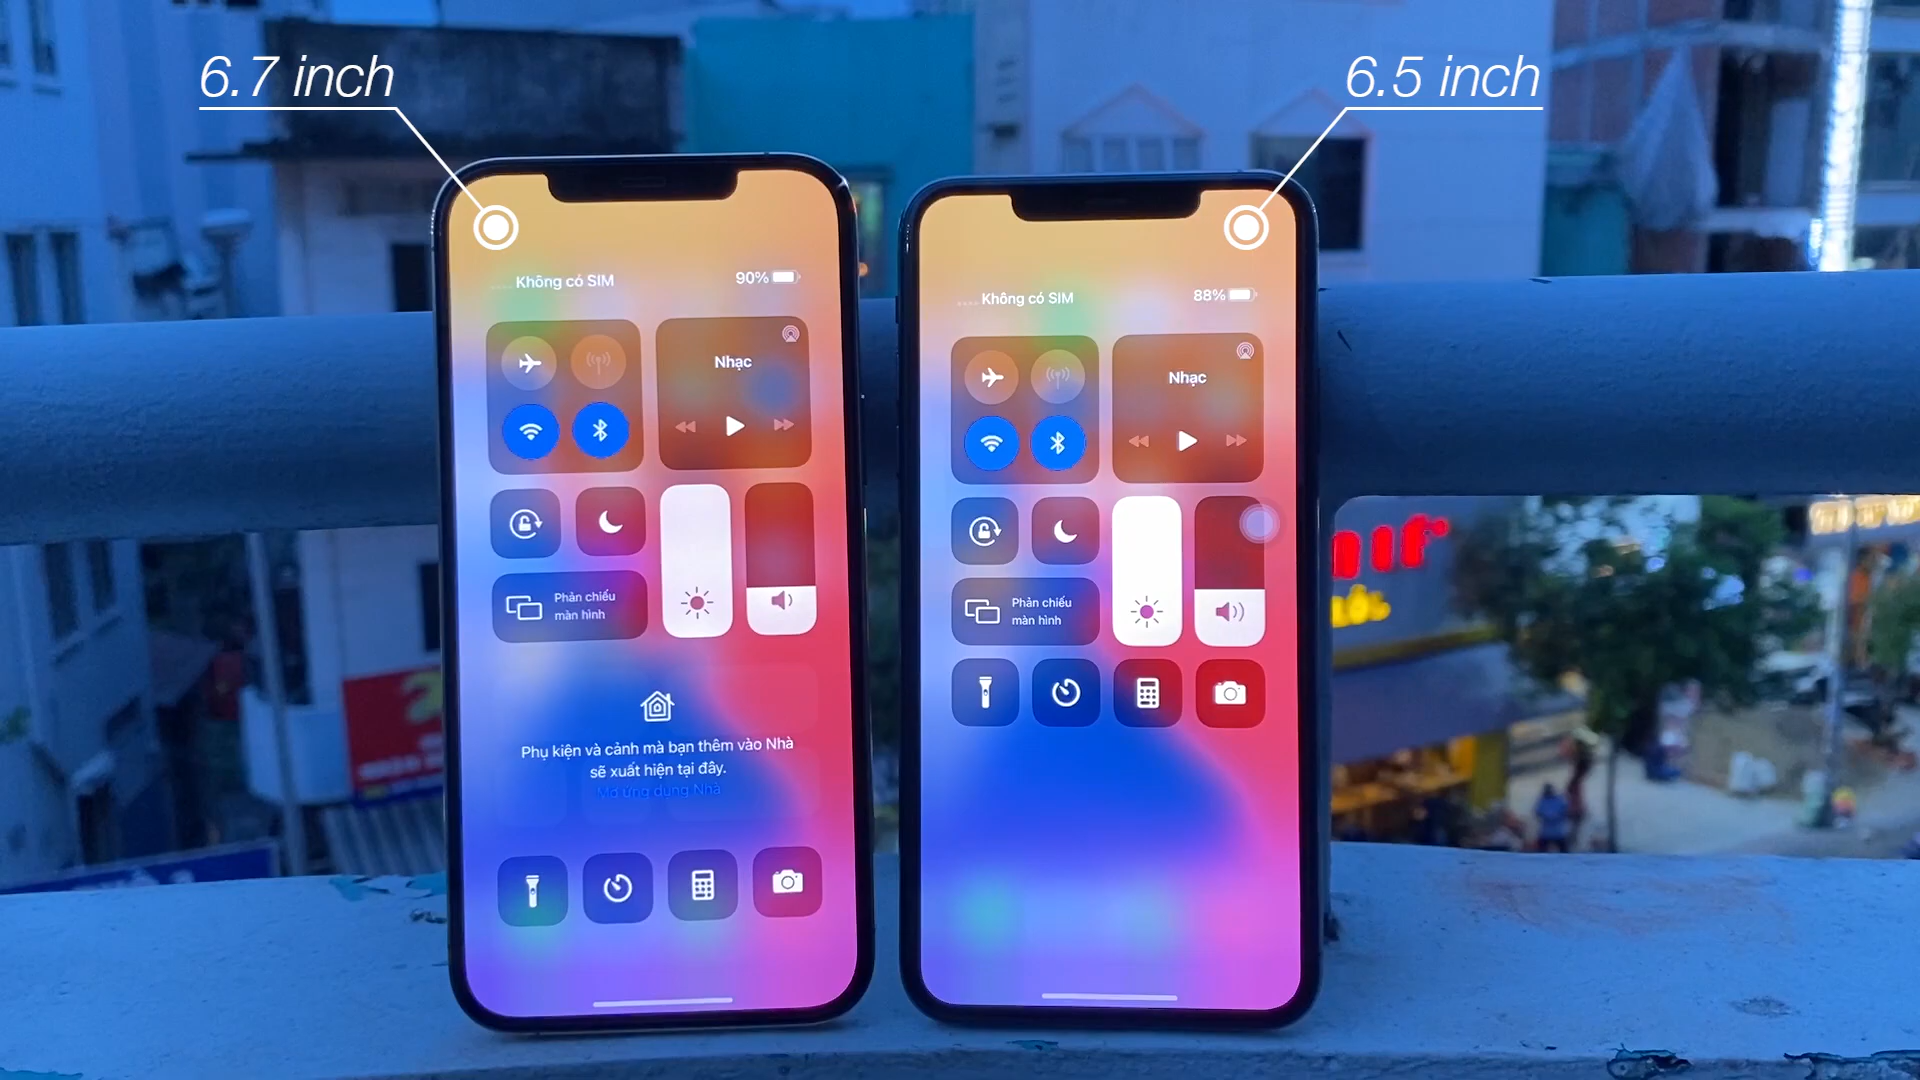 6.7 inch
6.5 inch
Không có SIM
90%
Nhạc
Phản chiếu
màn hình
Phụ kiện và cảnh mà bạn thêm vào Nhà
sẽ xuất hiện tại đây.
Mở ứng dụng Nhà
Không có SIM
88%
Nhạc
Phản chiếu
màn hình